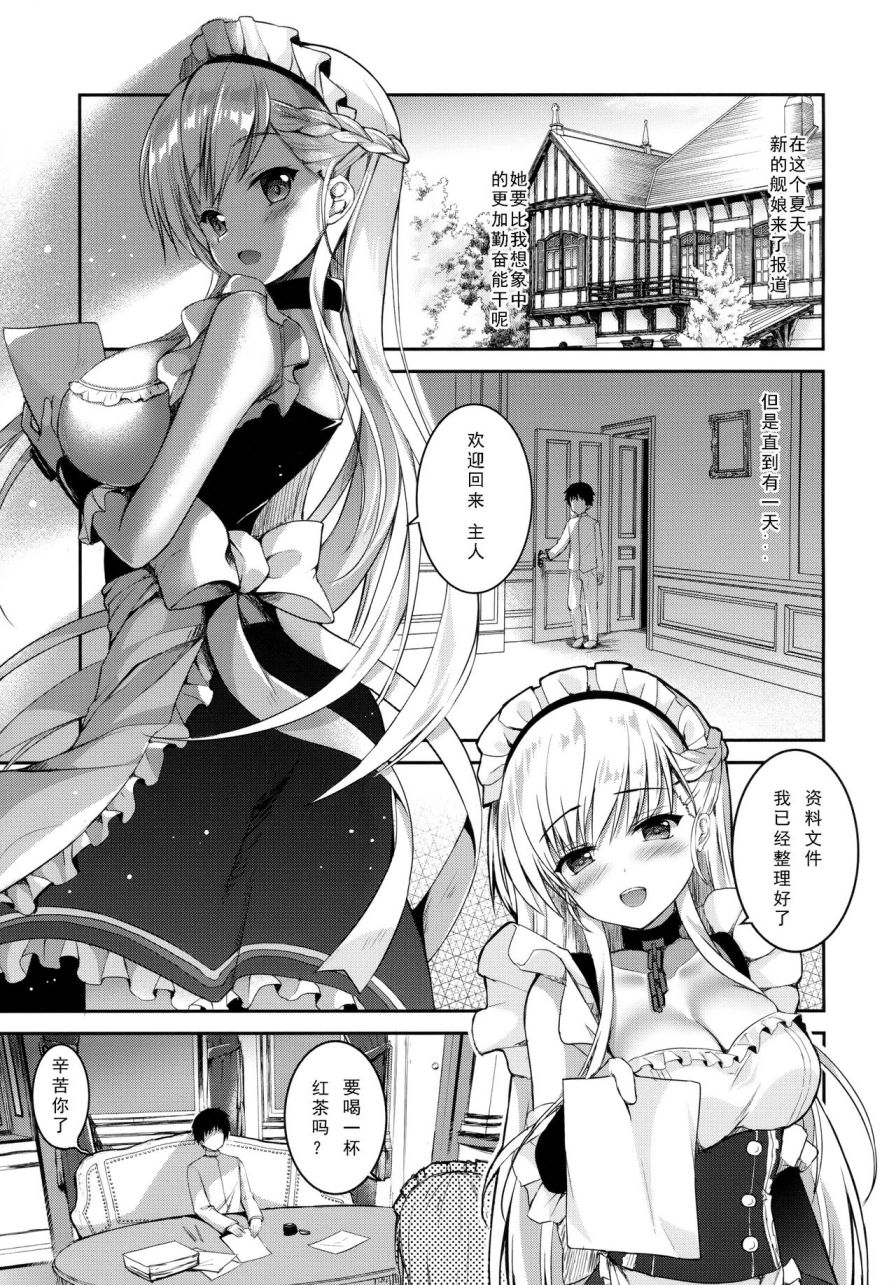 在这个夏天
新的舰娘来了报道
她要比我想象中
的更加勤奋能干呢
但是直到有一天...
欢迎回来 主人
资料文件
我已经整理好了
要喝一杯
红茶吗？
辛苦你了